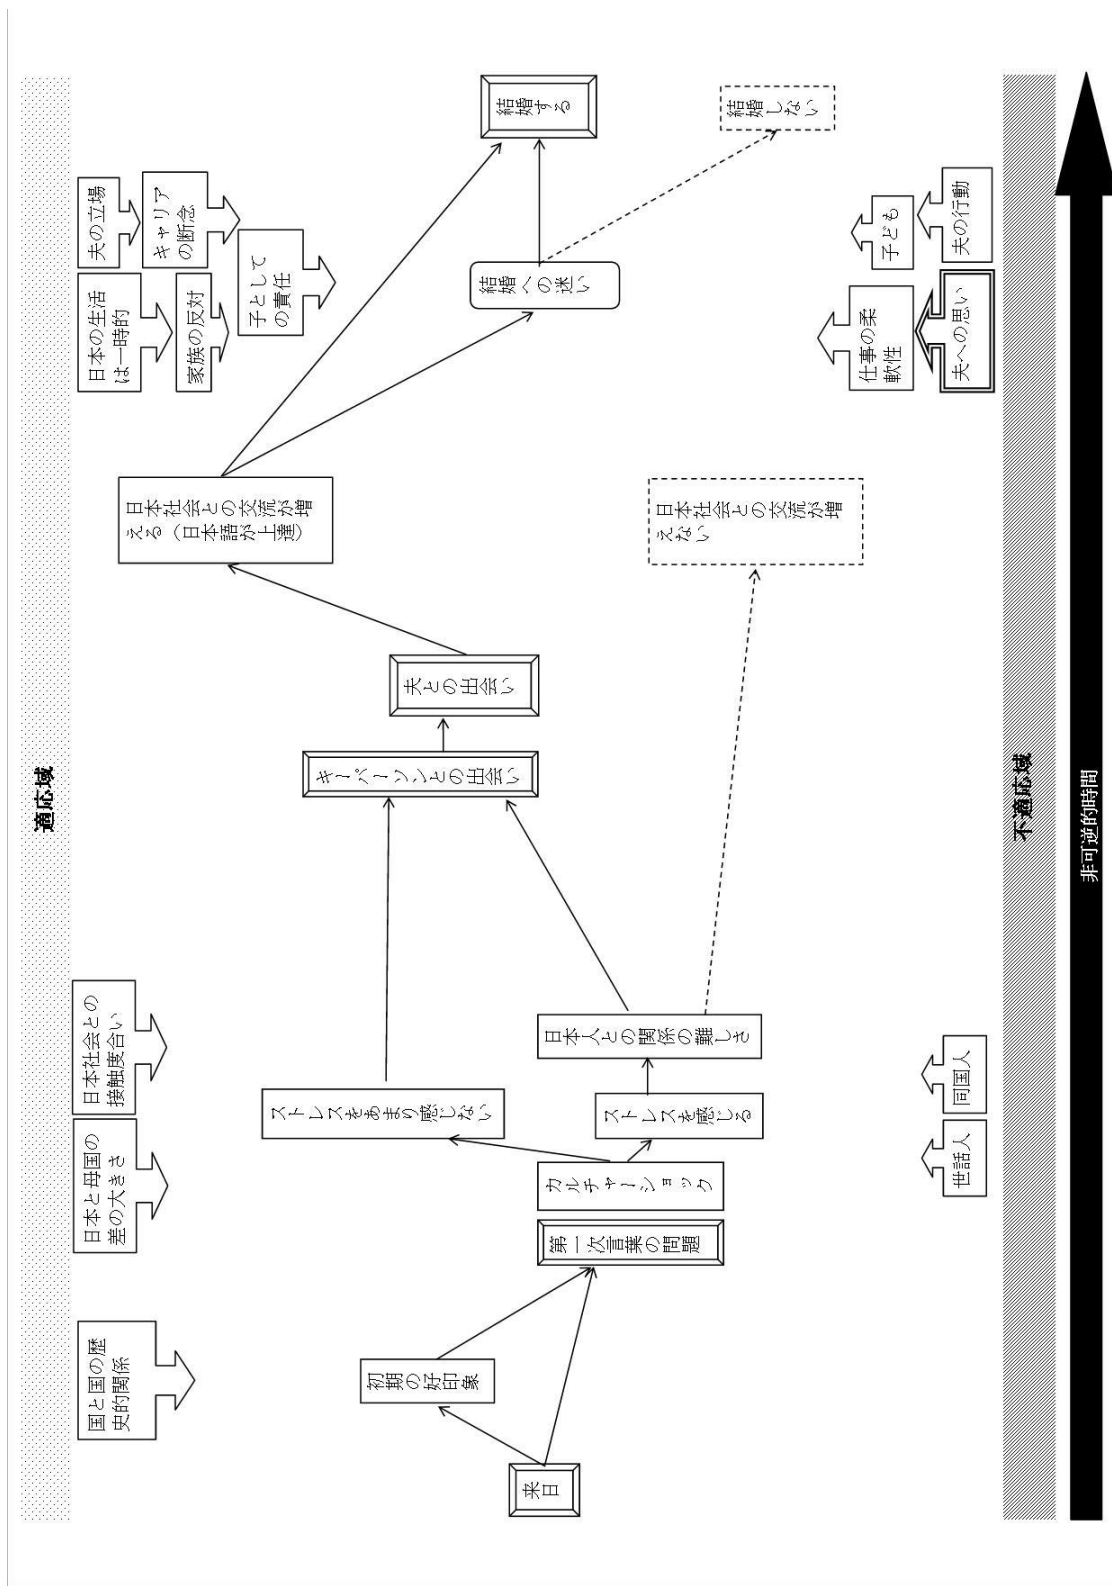 適応域
国と国の歴
史的関係
日本と母国の
差の大きさ
日本社会との
接触度合い
日本の生活
は一時的
夫の立場
家族の反対
キャリア
の断念
子として
の責任
来日
初期の好印象
第一次言葉の問題
カルチャーショック
ストレスをあまり感じない
ストレスを感じる
日本人との関係の難しさ
キーパーソンとの出会い
夫との出会い
日本社会との交流が増
える(日本語が上達)
日本社会との交流が増
えない
結婚への迷い
結婚する
結婚しない
世話人
同国人
仕事の柔
軟性
夫への思い
子ども
夫の行動
不適応域
非可逆的時間